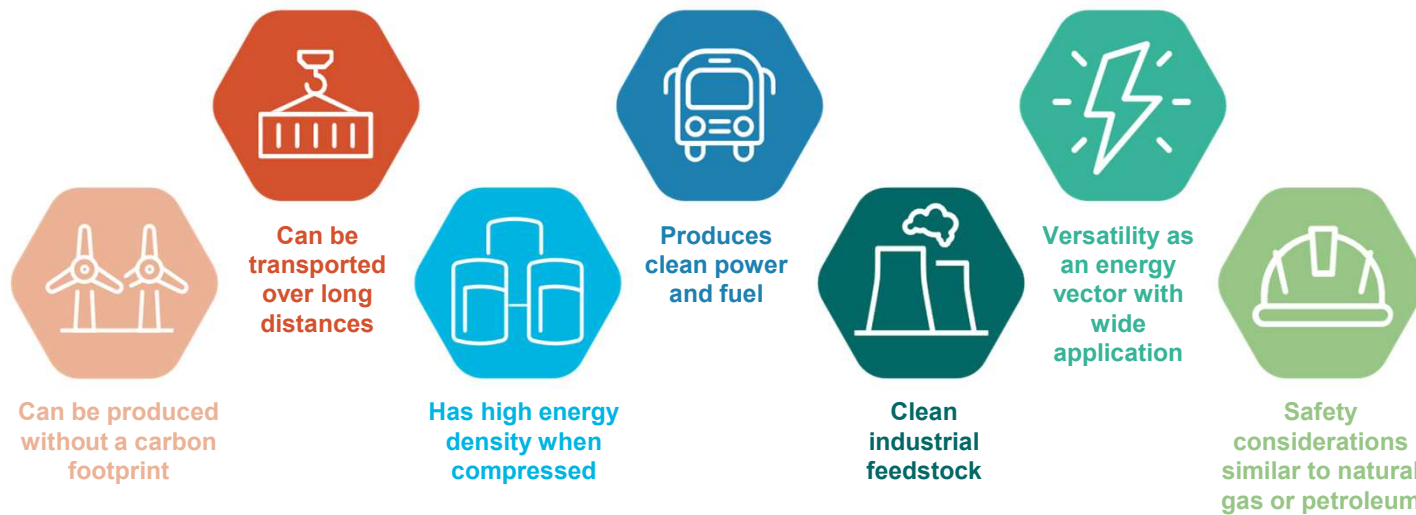 Can be produced
without a carbon
footprint
Can be
transported
over long
distances
Has high energy
density when
compressed
Produces
clean power
and fuel
Clean
industrial
feedstock
Versatility as
an energy
vector with
wide
application
Safety
considerations
similar to natural
gas or petroleum